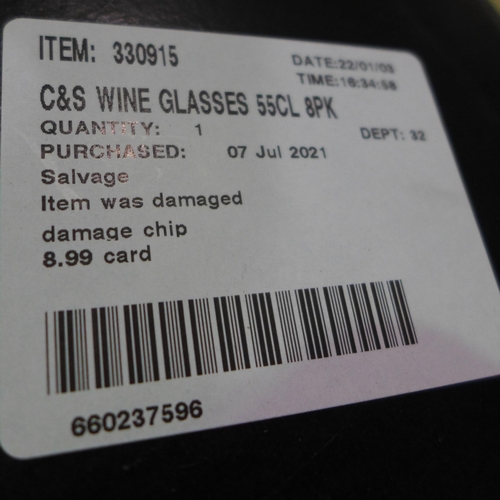 ITEM: 330915
DATE:22/01/03
TIME:16:34:58
C&S WINE GLASSES 55CL 8PK
QUANTITY: 1
DEPT: 32
PURCHASED: 07 Jul 2021
Salvage
Item was damaged
damage chip
8.99 card
660237596